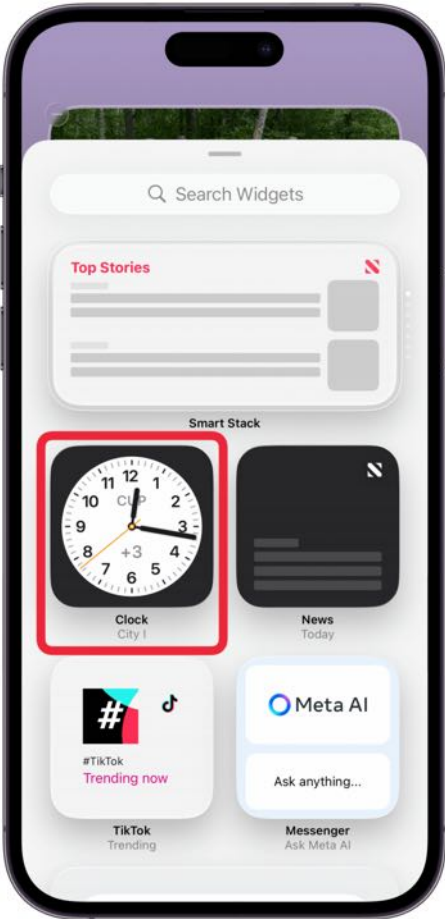 Search Widgets
Top Stories
Smart Stack
11 12 1
10 CUP 2
9 3
8 +3 4
7 6 5
Clock
City I
News
Today
#
#TikTok
Trending now
TikTok
Trending
Meta AI
Ask anything...
Messenger
Ask Meta AI